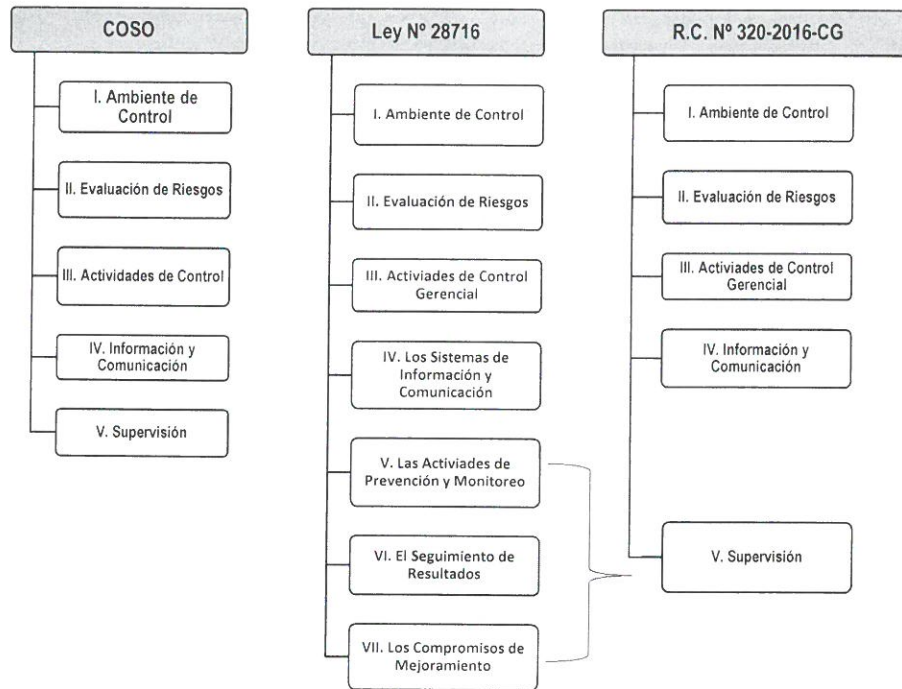 COSO
I. Ambiente de
Control
II. Evaluación de Riesgos
III. Actividades de Control
IV. Información y
Comunicación
V. Supervisión
Ley Nº 28716
I. Ambiente de Control
II. Evaluación de Riesgos
III. Activiades de Control
Gerencial
IV. Los Sistemas de
Información y
Comunicación
V. Las Activiades de
Prevención y Monitoreo
VI. El Seguimiento de
Resultados
VII. Los Compromisos de
Mejoramiento
R.C. Nº 320-2016-CG
I. Ambiente de Control
II. Evaluación de Riesgos
III. Activiades de Control
Gerencial
IV. Información y
Comunicación
V. Supervisión